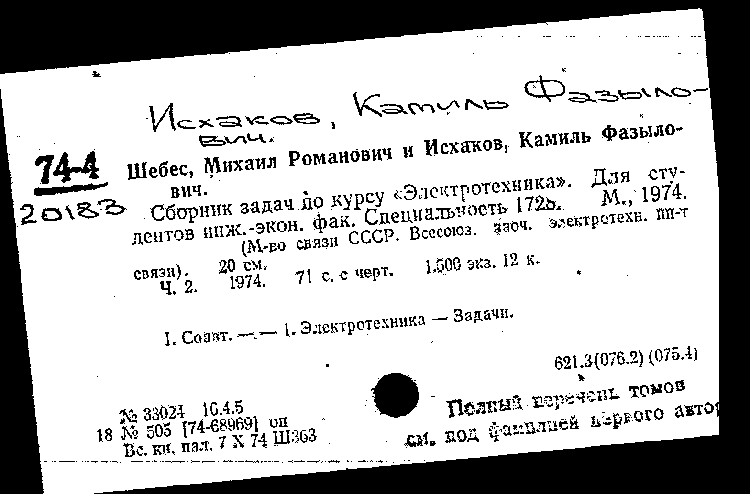 Исхаков, Камиль Фазыло-
вич.
74-4
20183
Шебес, Михаил Романович и Исхаков, Камиль Фазыло-
вич.
Сборник задач по курсу «Электротехника». Для сту-
дентов инж.-экон. фак. Специальность 1728. М., 1974.
(М-во связи СССР. Всесоюз. заоч. электротехн. ин-т
связи). 20 см.
Ч. 2. 1974. 71 с. с черт. 1.500 экз. 12 к.
I. Соавт. — — 1. Электротехника — Задачи.
621.3(076.2) (075.4)
№ 33024 10.4.5
18 № 505 [74-68969] оп
Вс. кн. пал. 7 X 74 Ш363
Полный перечень томов
см. под фамилией первого автор